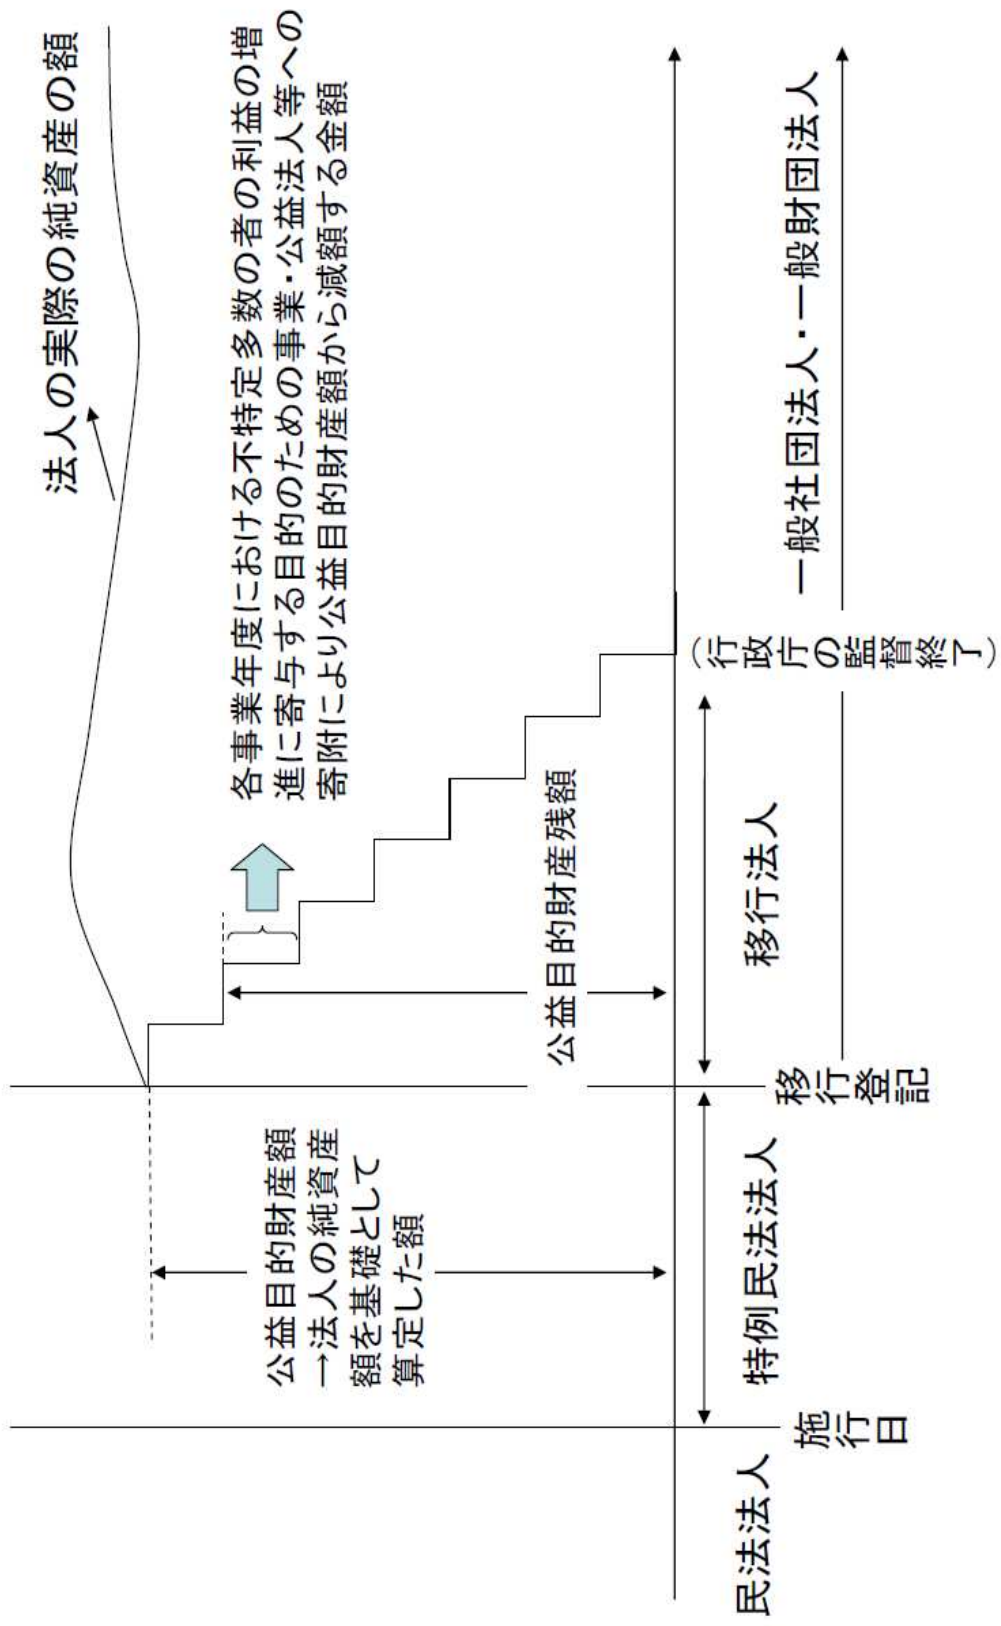 法人の実際の純資産の額
各事業年度における不特定多数の者の利益の増
進に寄与する目的のための事業・公益法人等への
寄附により公益目的財産額から減額する金額
公益目的財産額
→法人の純資産
額を基礎として
算定した額
公益目的財産残額
民法法人
施行日
特例民法法人
移行登記
移行法人
（行政庁の監督終了）
一般社団法人・一般財団法人